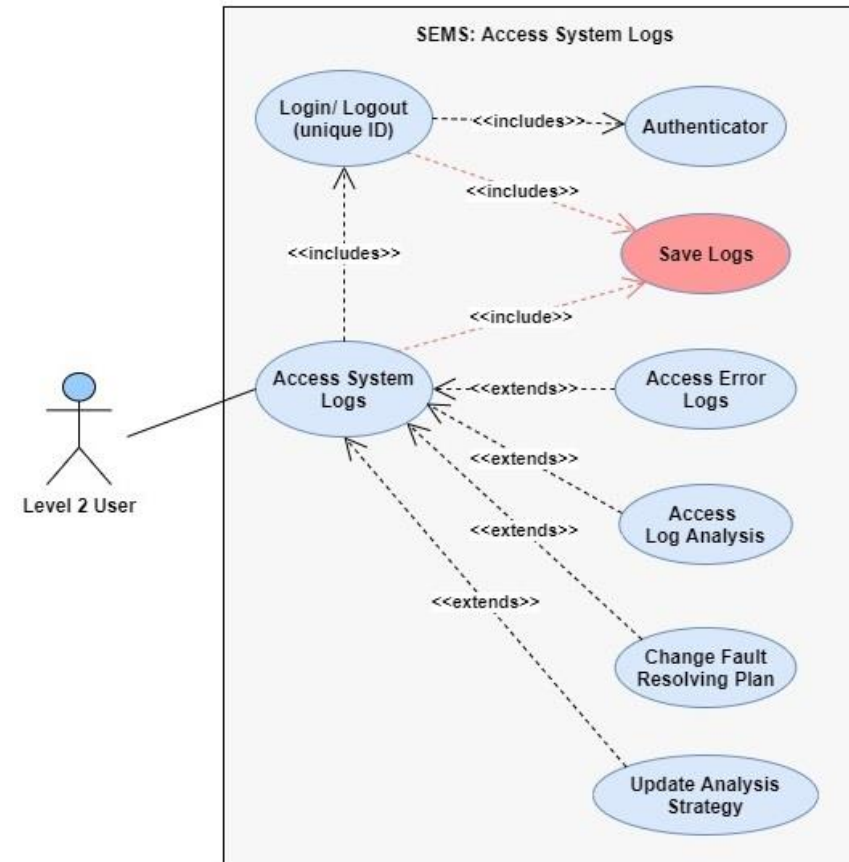 SEMS: Access System Logs
Login/ Logout
(unique ID)
<<includes>>
Authenticator
<<includes>>
Save Logs
<<includes>>
<<include>>
Access System
Logs
<<extends>>
Access Error
Logs
<<extends>>
Level 2 User
Access
Log Analysis
<<extends>>
<<extends>>
Change Fault
Resolving Plan
Update Analysis
Strategy